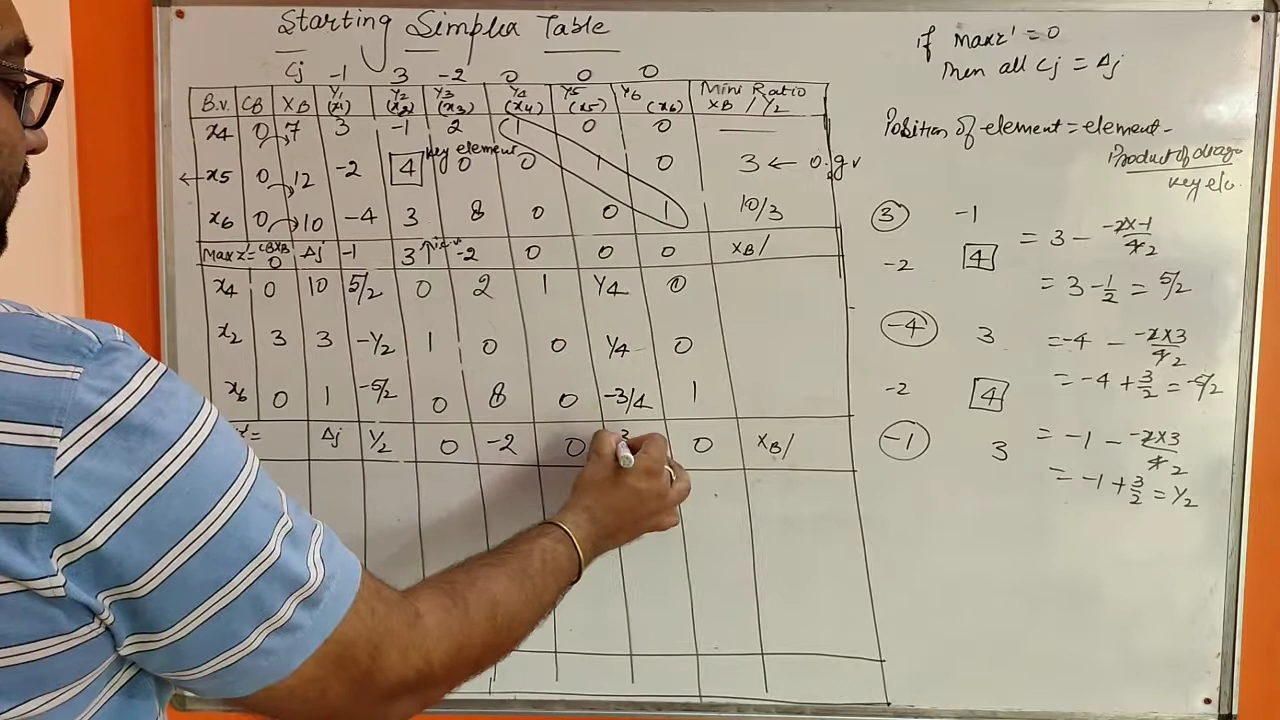 Starting Simplex Table
Cj -1 3 -2 0 0 0
B.v. CB XB Y1 (x1) Y2 (x2) Y3 (x3) Y4 (x4) Y5 (x5) Y6 (x6) Mini Ratio XB / Y2
x4 0 7 3 -1 2 1 0 0 —
key element
← x5 0 12 -2 4 0 0 1 0 3 ← o.g v
x6 0 10 -4 3 8 0 0 1 10/3
Max z' = CBXB 0 Δj -1 3 ↑ -2 0 0 0 XB/
x4 0 10 5/2 0 2 1 1/4 0
x2 3 3 -1/2 1 0 0 1/4 0
x6 0 1 -5/2 0 8 0 -3/4 1
Δj 1/2 0 -2 0 0 XB/
if maxz' = 0
then all Cj = Δj
Position of element = element -
Product of diago
key ele.
3 -1 = 3 - -2x-1/4 2
-2 4
= 3 - 1/2 = 5/2
-4 3 = -4 - -2x3/4 2
-2 4 = -4 + 3/2 = -5/2
-1 3 = -1 - -2x3/4 2
= -1 + 3/2 = 1/2